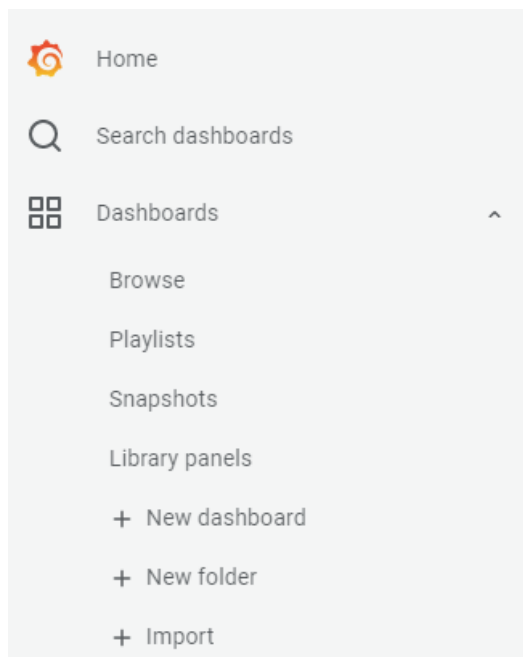 Home
Search dashboards
Dashboards
Browse
Playlists
Snapshots
Library panels
+ New dashboard
+ New folder
+ Import